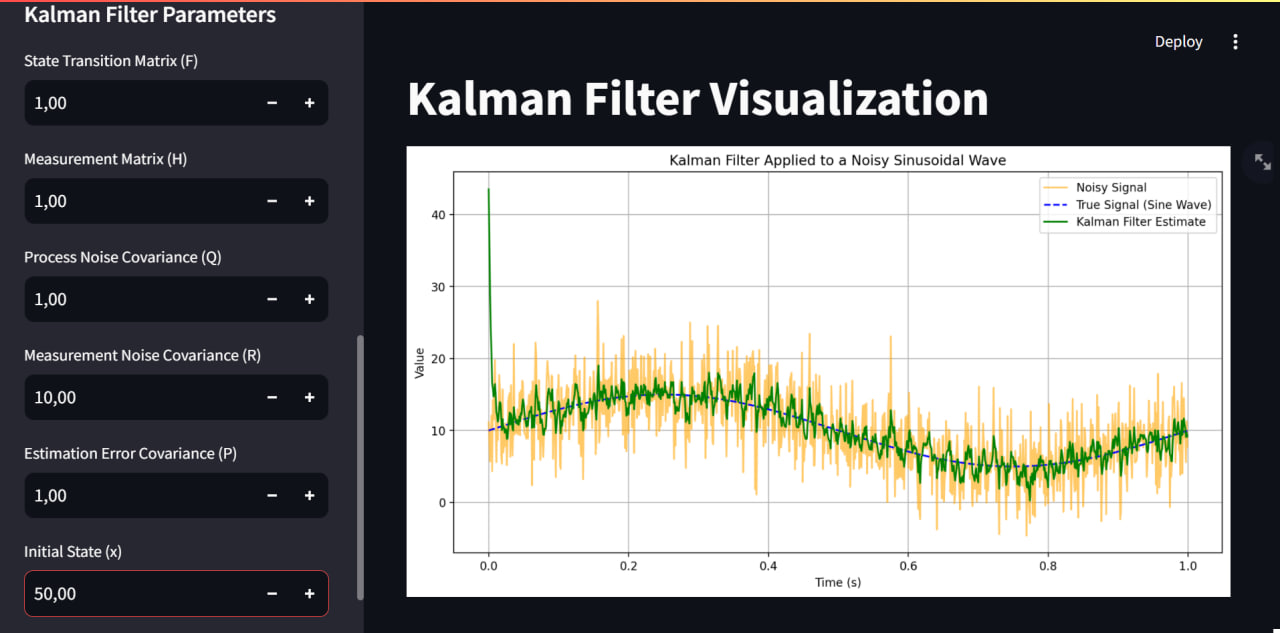 Kalman Filter Parameters
State Transition Matrix (F)
1,00
Measurement Matrix (H)
1,00
Process Noise Covariance (Q)
1,00
Measurement Noise Covariance (R)
10,00
Estimation Error Covariance (P)
1,00
Initial State (x)
50,00
Deploy
Kalman Filter Visualization
Kalman Filter Applied to a Noisy Sinusoidal Wave
Noisy Signal
True Signal (Sine Wave)
Kalman Filter Estimate
Value
40
30
20
10
0
0.0 0.2 0.4 0.6 0.8 1.0
Time (s)